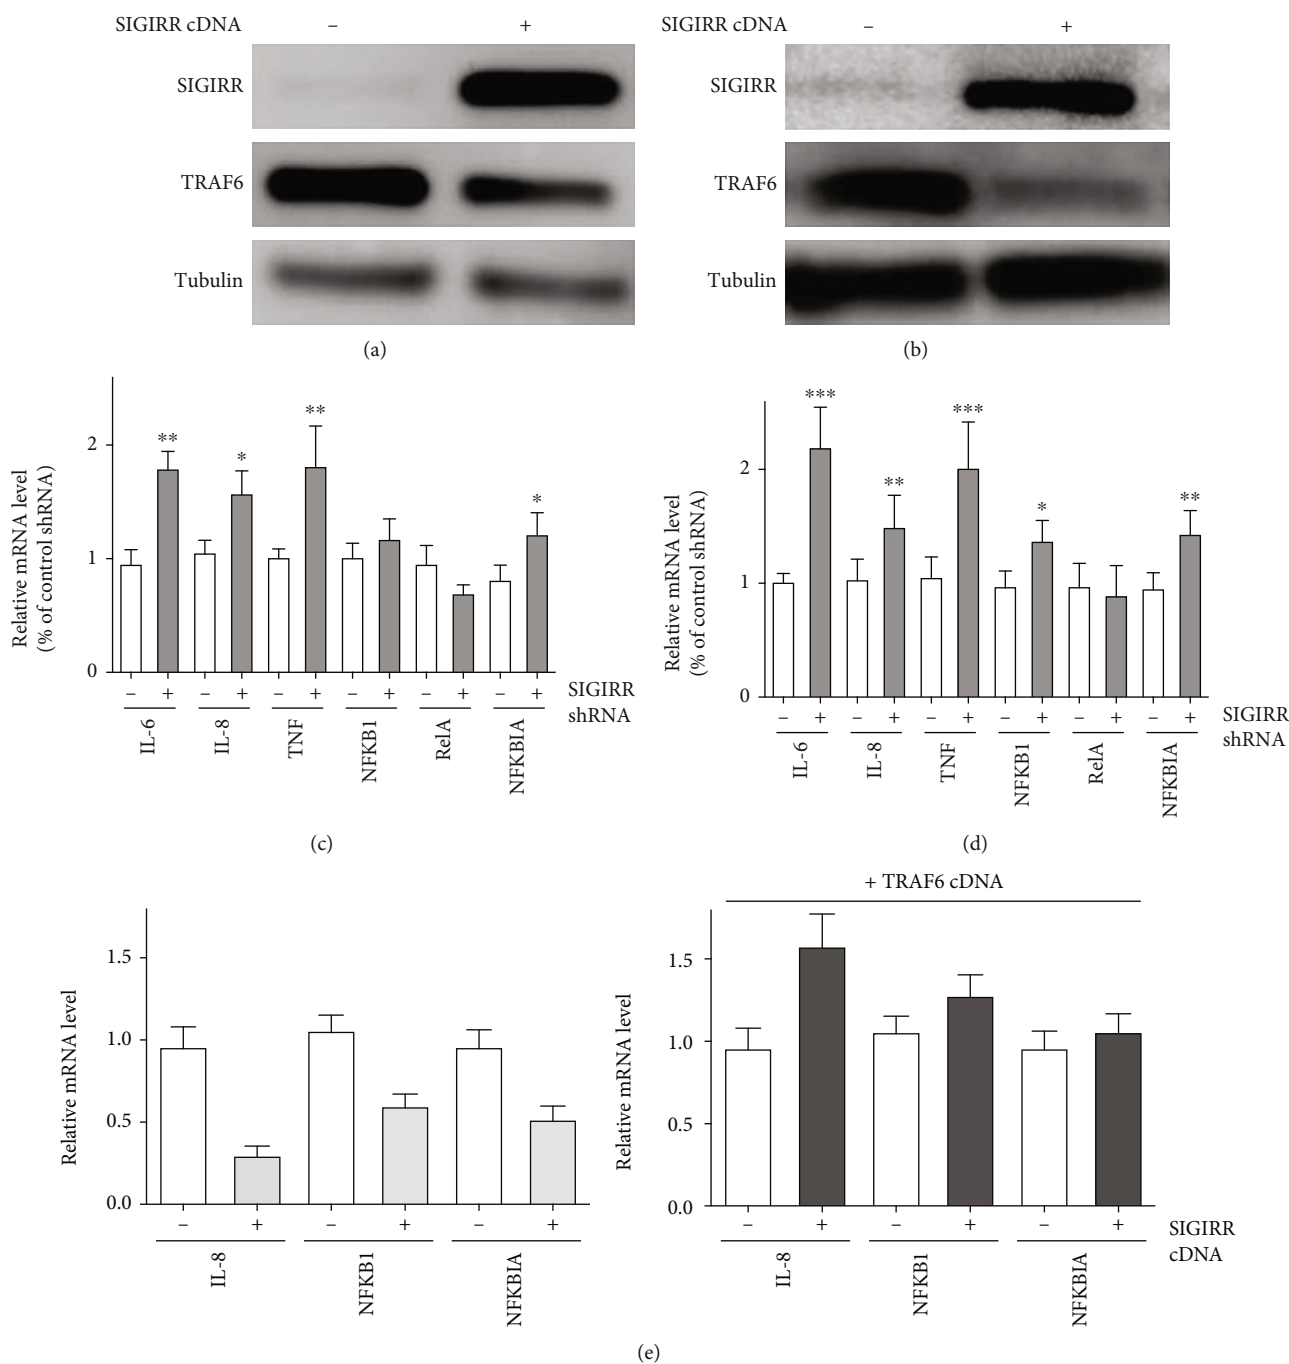 SIGIRR cDNA – +
SIGIRR
TRAF6
Tubulin
(a)
SIGIRR cDNA – +
SIGIRR
TRAF6
Tubulin
(b)
Relative mRNA level
(% of control shRNA)
2
1
0
** * ** *
– + – + – + – + – + – +
SIGIRR
shRNA
IL-6
IL-8
TNF
NFKB1
RelA
NFKBIA
(c)
Relative mRNA level
(% of control shRNA)
2
1
0
*** ** *** * **
– + – + – + – + – + – +
SIGIRR
shRNA
IL-6
IL-8
TNF
NFKB1
RelA
NFKBIA
(d)
Relative mRNA level
1.5
1.0
0.5
0.0
– + – + – +
IL-8
NFKB1
NFKBIA
+ TRAF6 cDNA
Relative mRNA level
1.5
1.0
0.5
0.0
– + – + – +
SIGIRR
cDNA
IL-8
NFKB1
NFKBIA
(e)